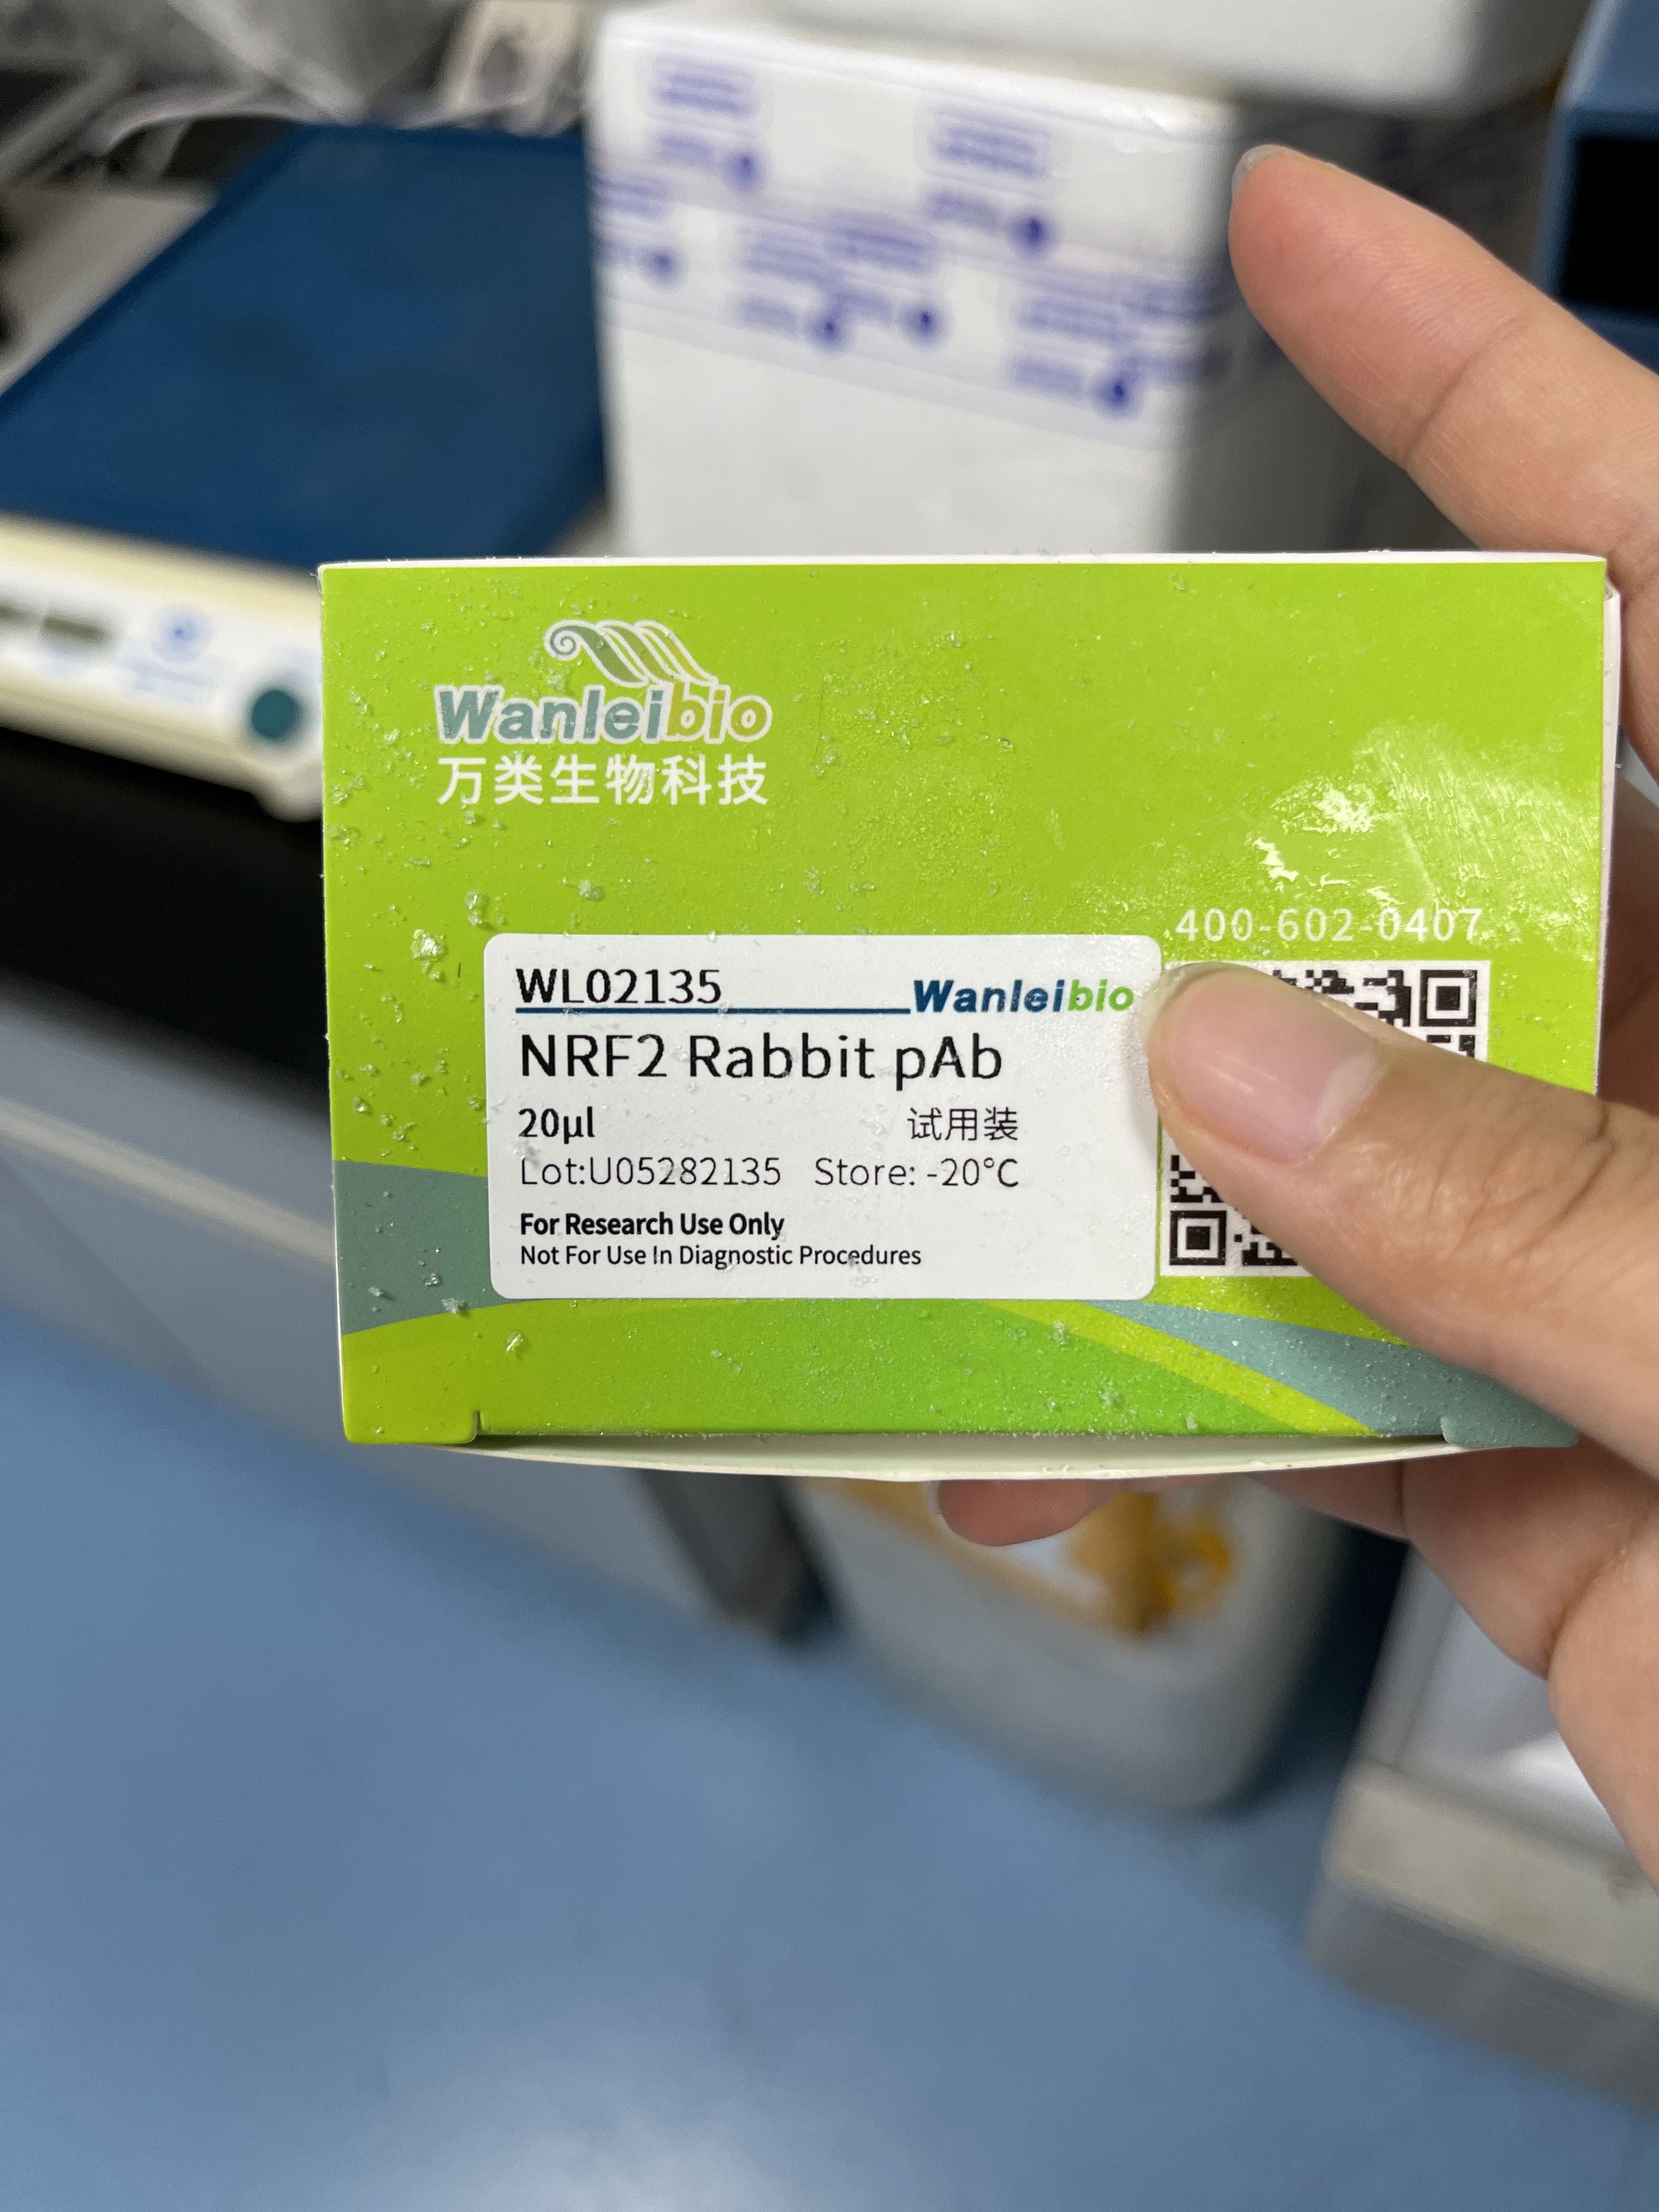 Wanleibio
万类生物科技
400-602-0407
WL02135 Wanleibio
NRF2 Rabbit pAb
20μl 试用装
Lot:U05282135 Store: -20°C
For Research Use Only
Not For Use In Diagnostic Procedures